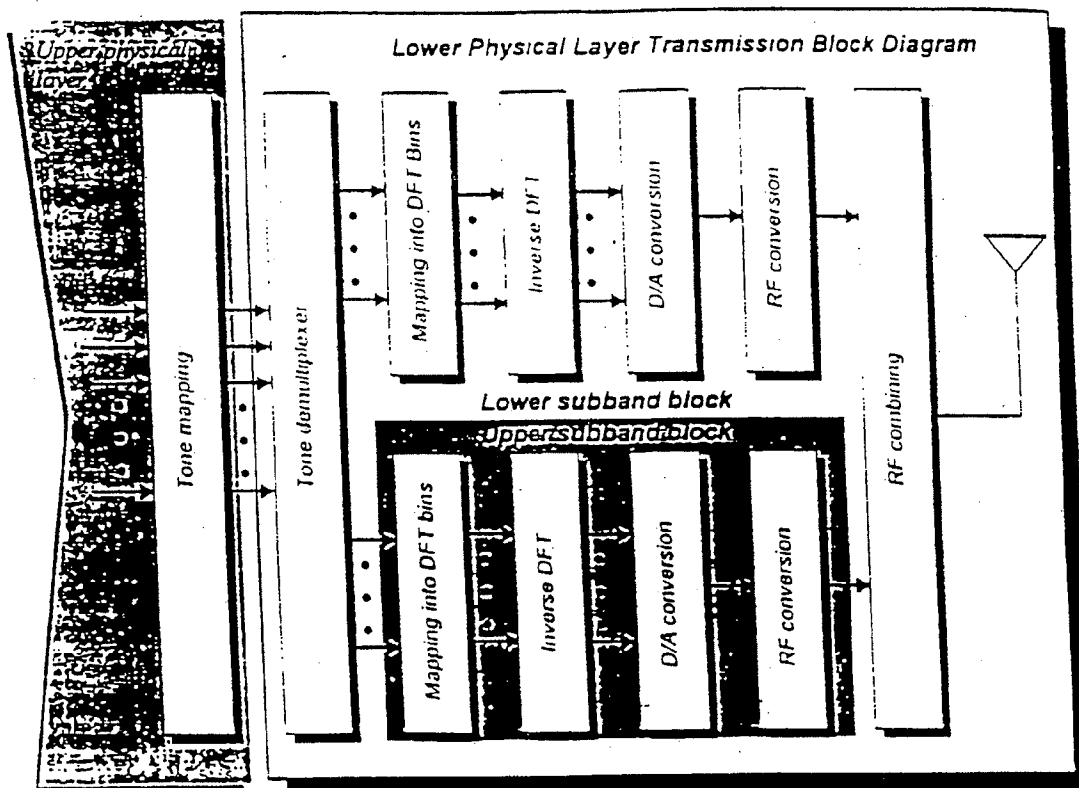 Upper physical
layer
Lower Physical Layer Transmission Block Diagram
Tone mapping
Tone demultiplexer
Mapping into DFT Bins
Inverse DFT
D/A conversion
RF conversion
Lower subband block
Upper subband block
Mapping into DFT bins
Inverse DFT
D/A conversion
RF conversion
RF combining